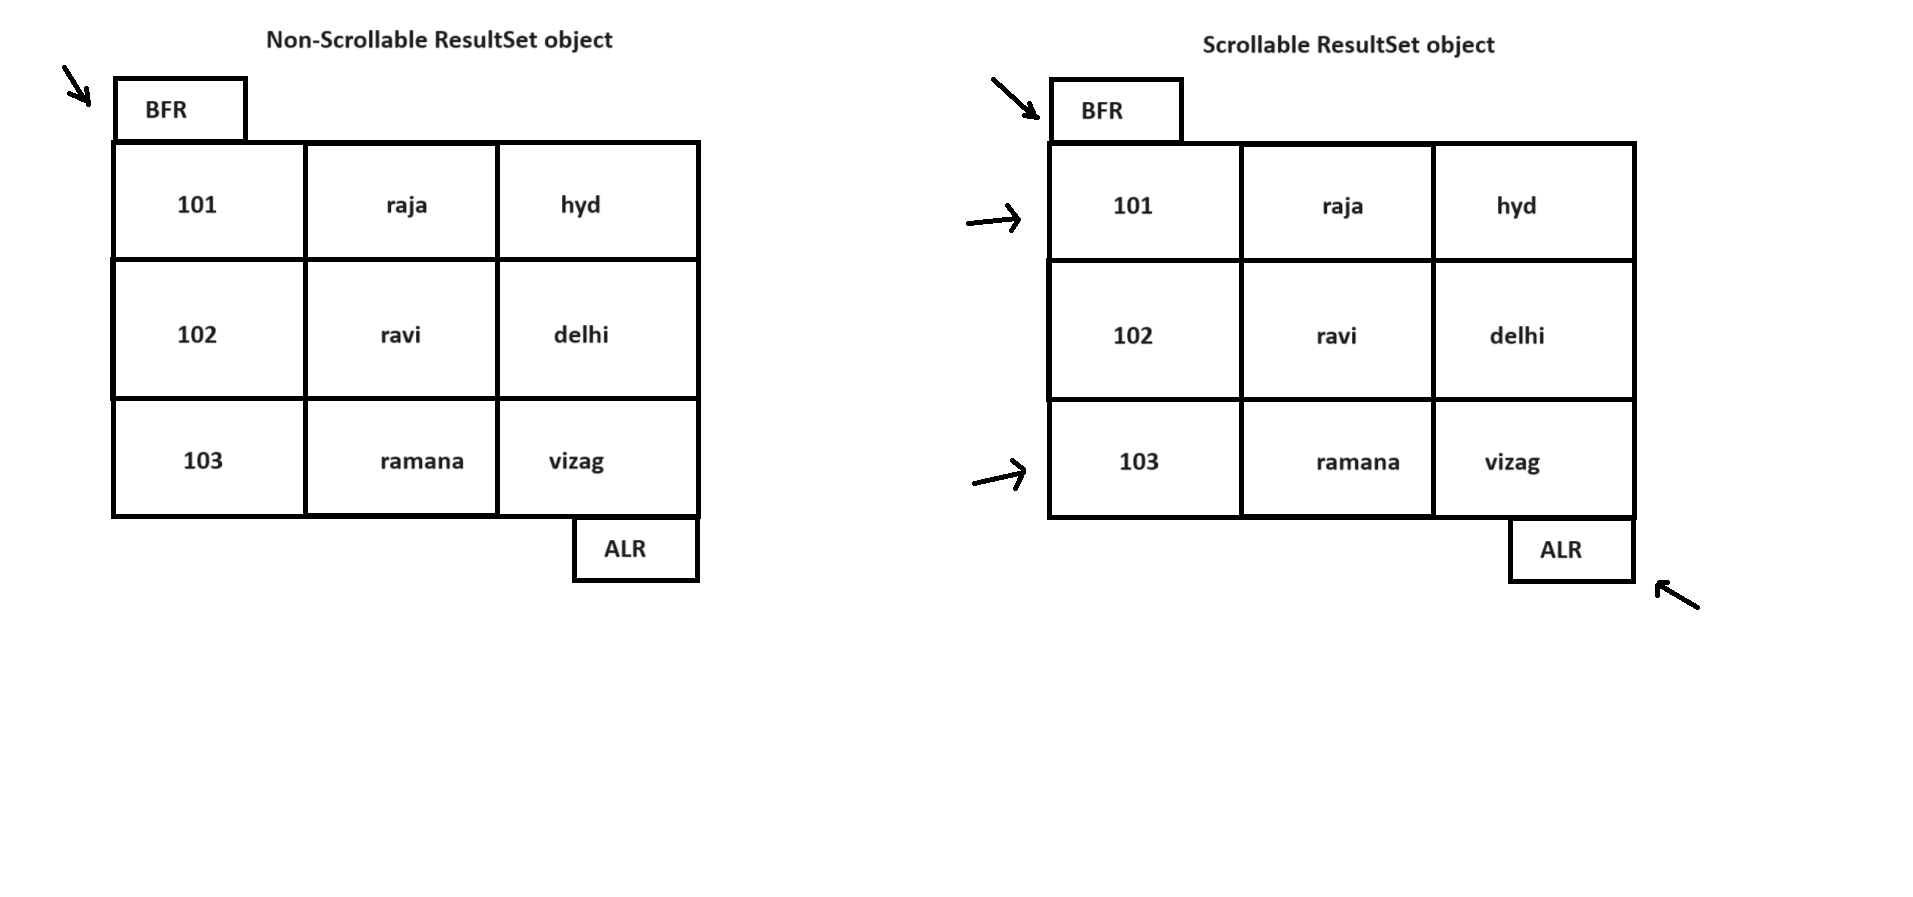 Non-Scrollable ResultSet object
BFR
101 raja hyd
102 ravi delhi
103 ramana vizag
ALR
Scrollable ResultSet object
BFR
101 raja hyd
102 ravi delhi
103 ramana vizag
ALR